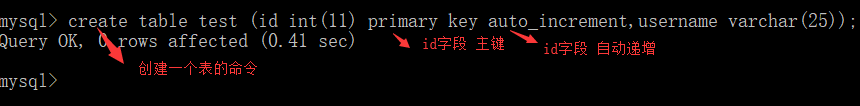 mysql> create table test (id int(11) primary key auto_increment,username varchar(25));
Query OK, 0 rows affected (0.41 sec)
id字段 主键
id字段 自动递增
创建一个表的命令
mysql>